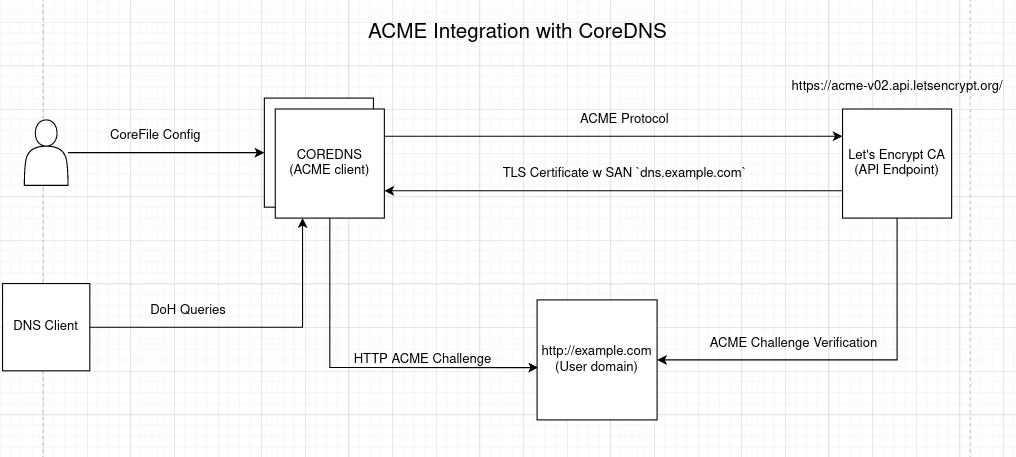 ACME Integration with CoreDNS
https://acme-v02.api.letsencrypt.org/
CoreFile Config
COREDNS
(ACME client)
ACME Protocol
TLS Certificate w SAN `dns.example.com`
Let's Encrypt CA
(API Endpoint)
DNS Client
DoH Queries
HTTP ACME Challenge
http://example.com
(User domain)
ACME Challenge Verification